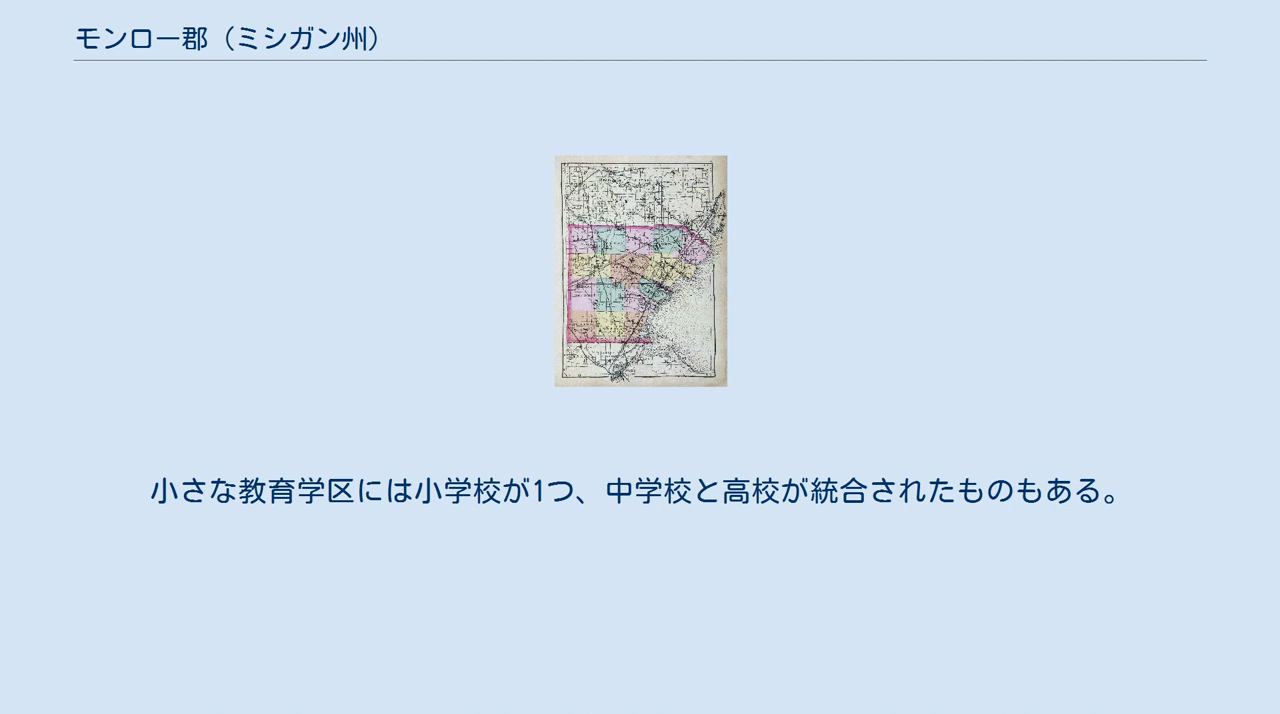 モンロー郡（ミシガン州）
小さな教育学区には小学校が1つ、中学校と高校が統合されたものもある。